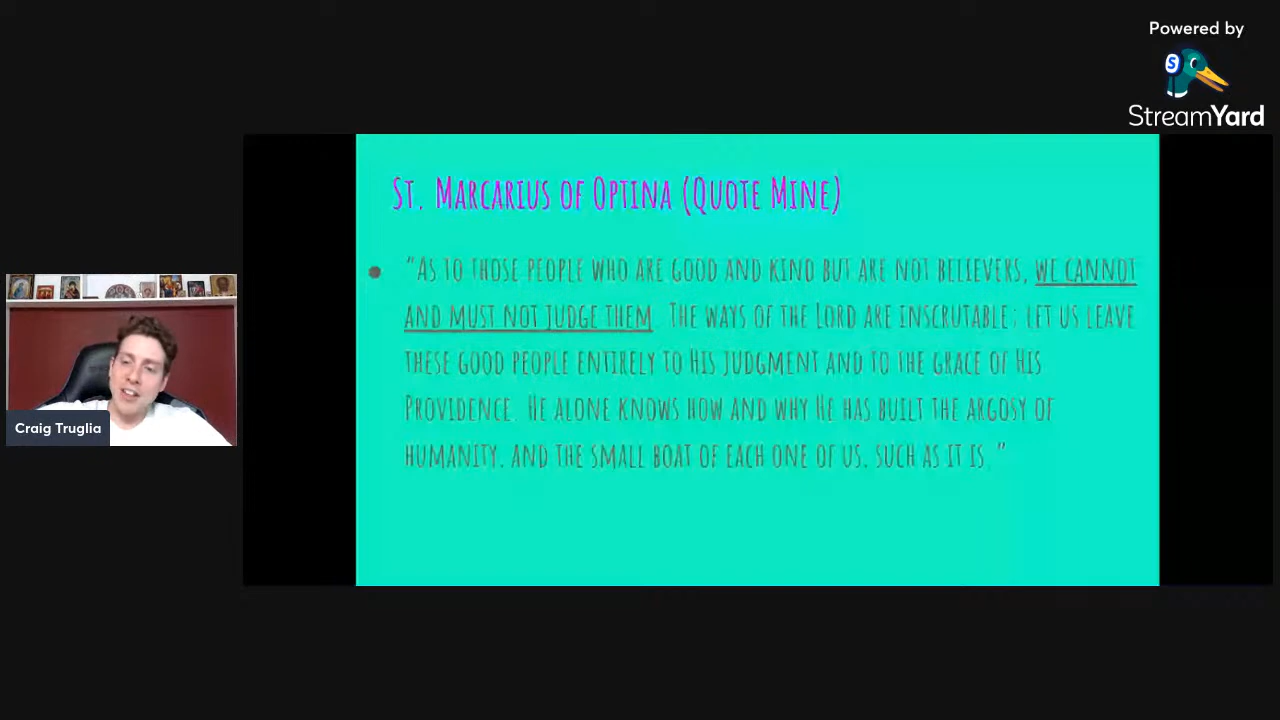 Powered by
StreamYard
St. Marcarius of Optina (Quote Mine)
● “As to those people who are good and kind but are not believers, we cannot
and must not judge them. The ways of the Lord are inscrutable; let us leave
these good people entirely to His judgment and to the grace of His
Providence. He alone knows how and why He has built the argosy of
humanity, and the small boat of each one of us, such as it is.”
Craig Truglia